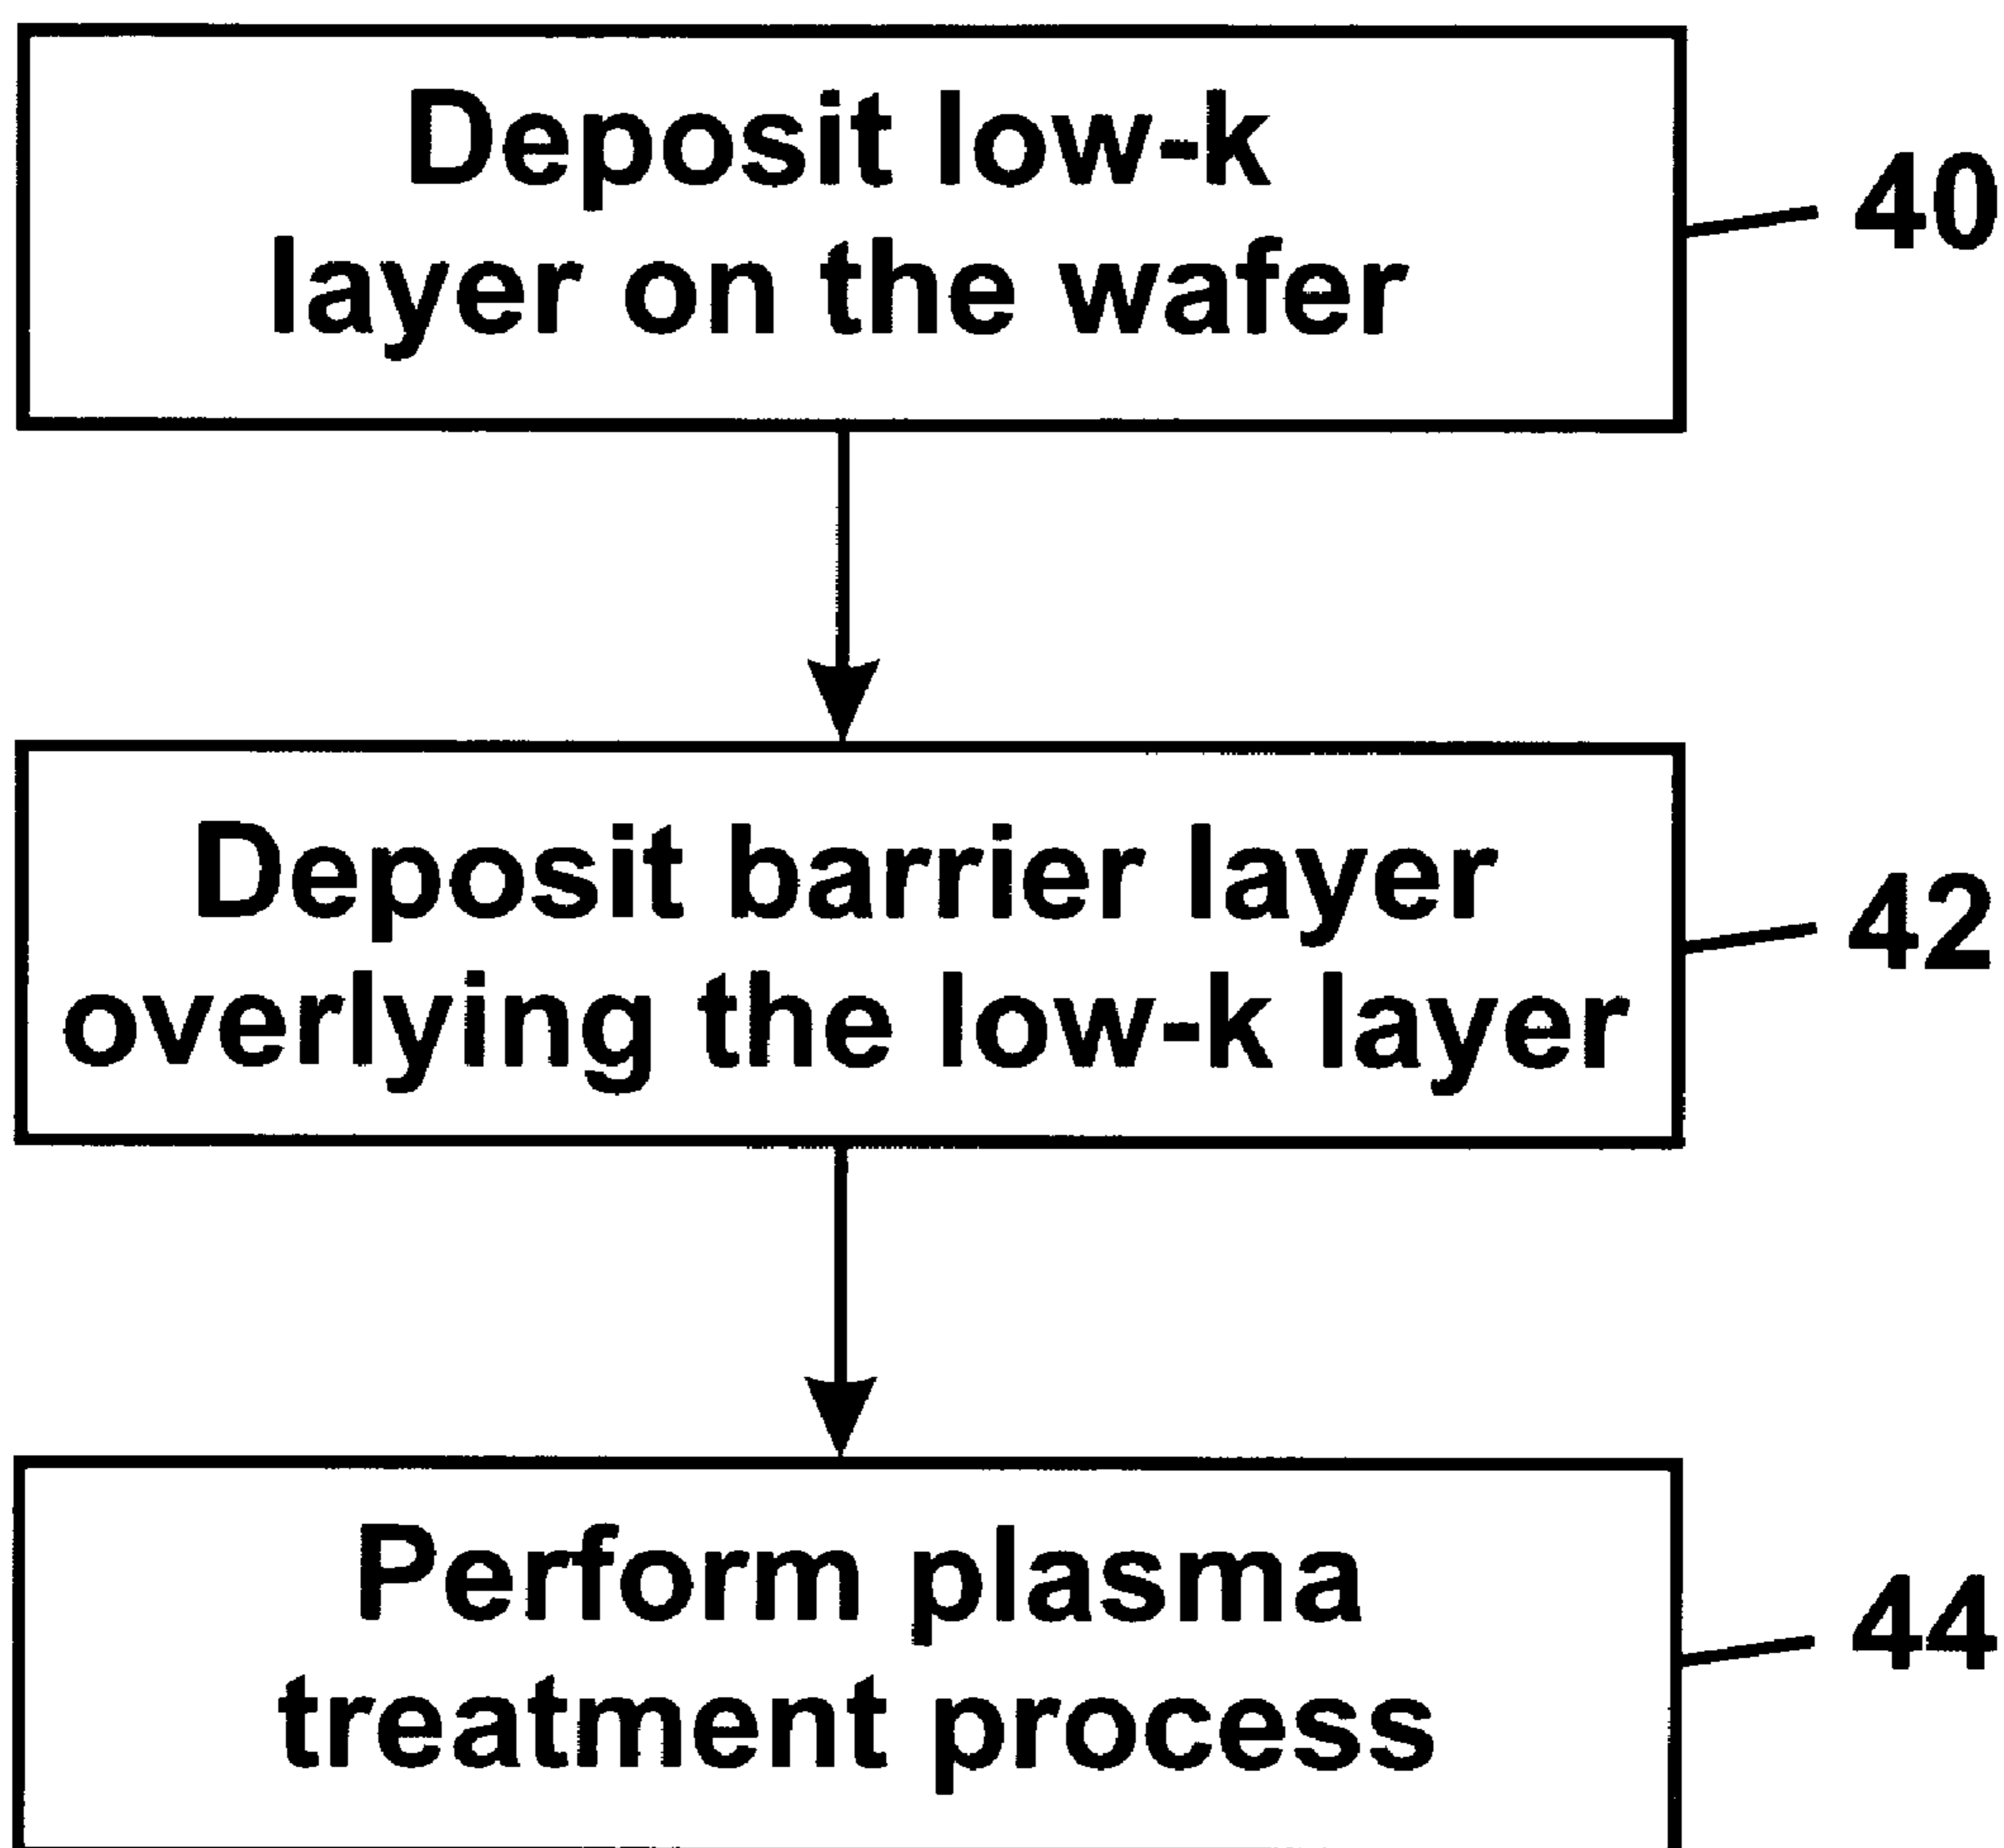 Deposit low-k
layer on the wafer
40
Deposit barrier layer
overlying the low-k layer
42
Perform plasma
treatment process
44